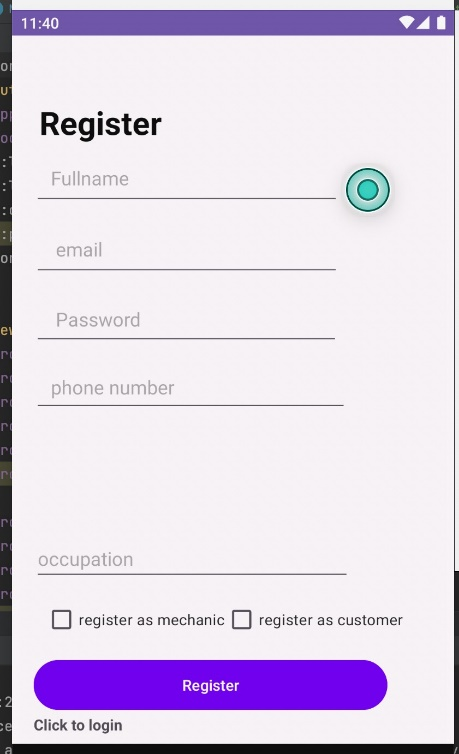 11:40
Register
Fullname
email
Password
phone number
occupation
register as mechanic register as customer
Register
Click to login